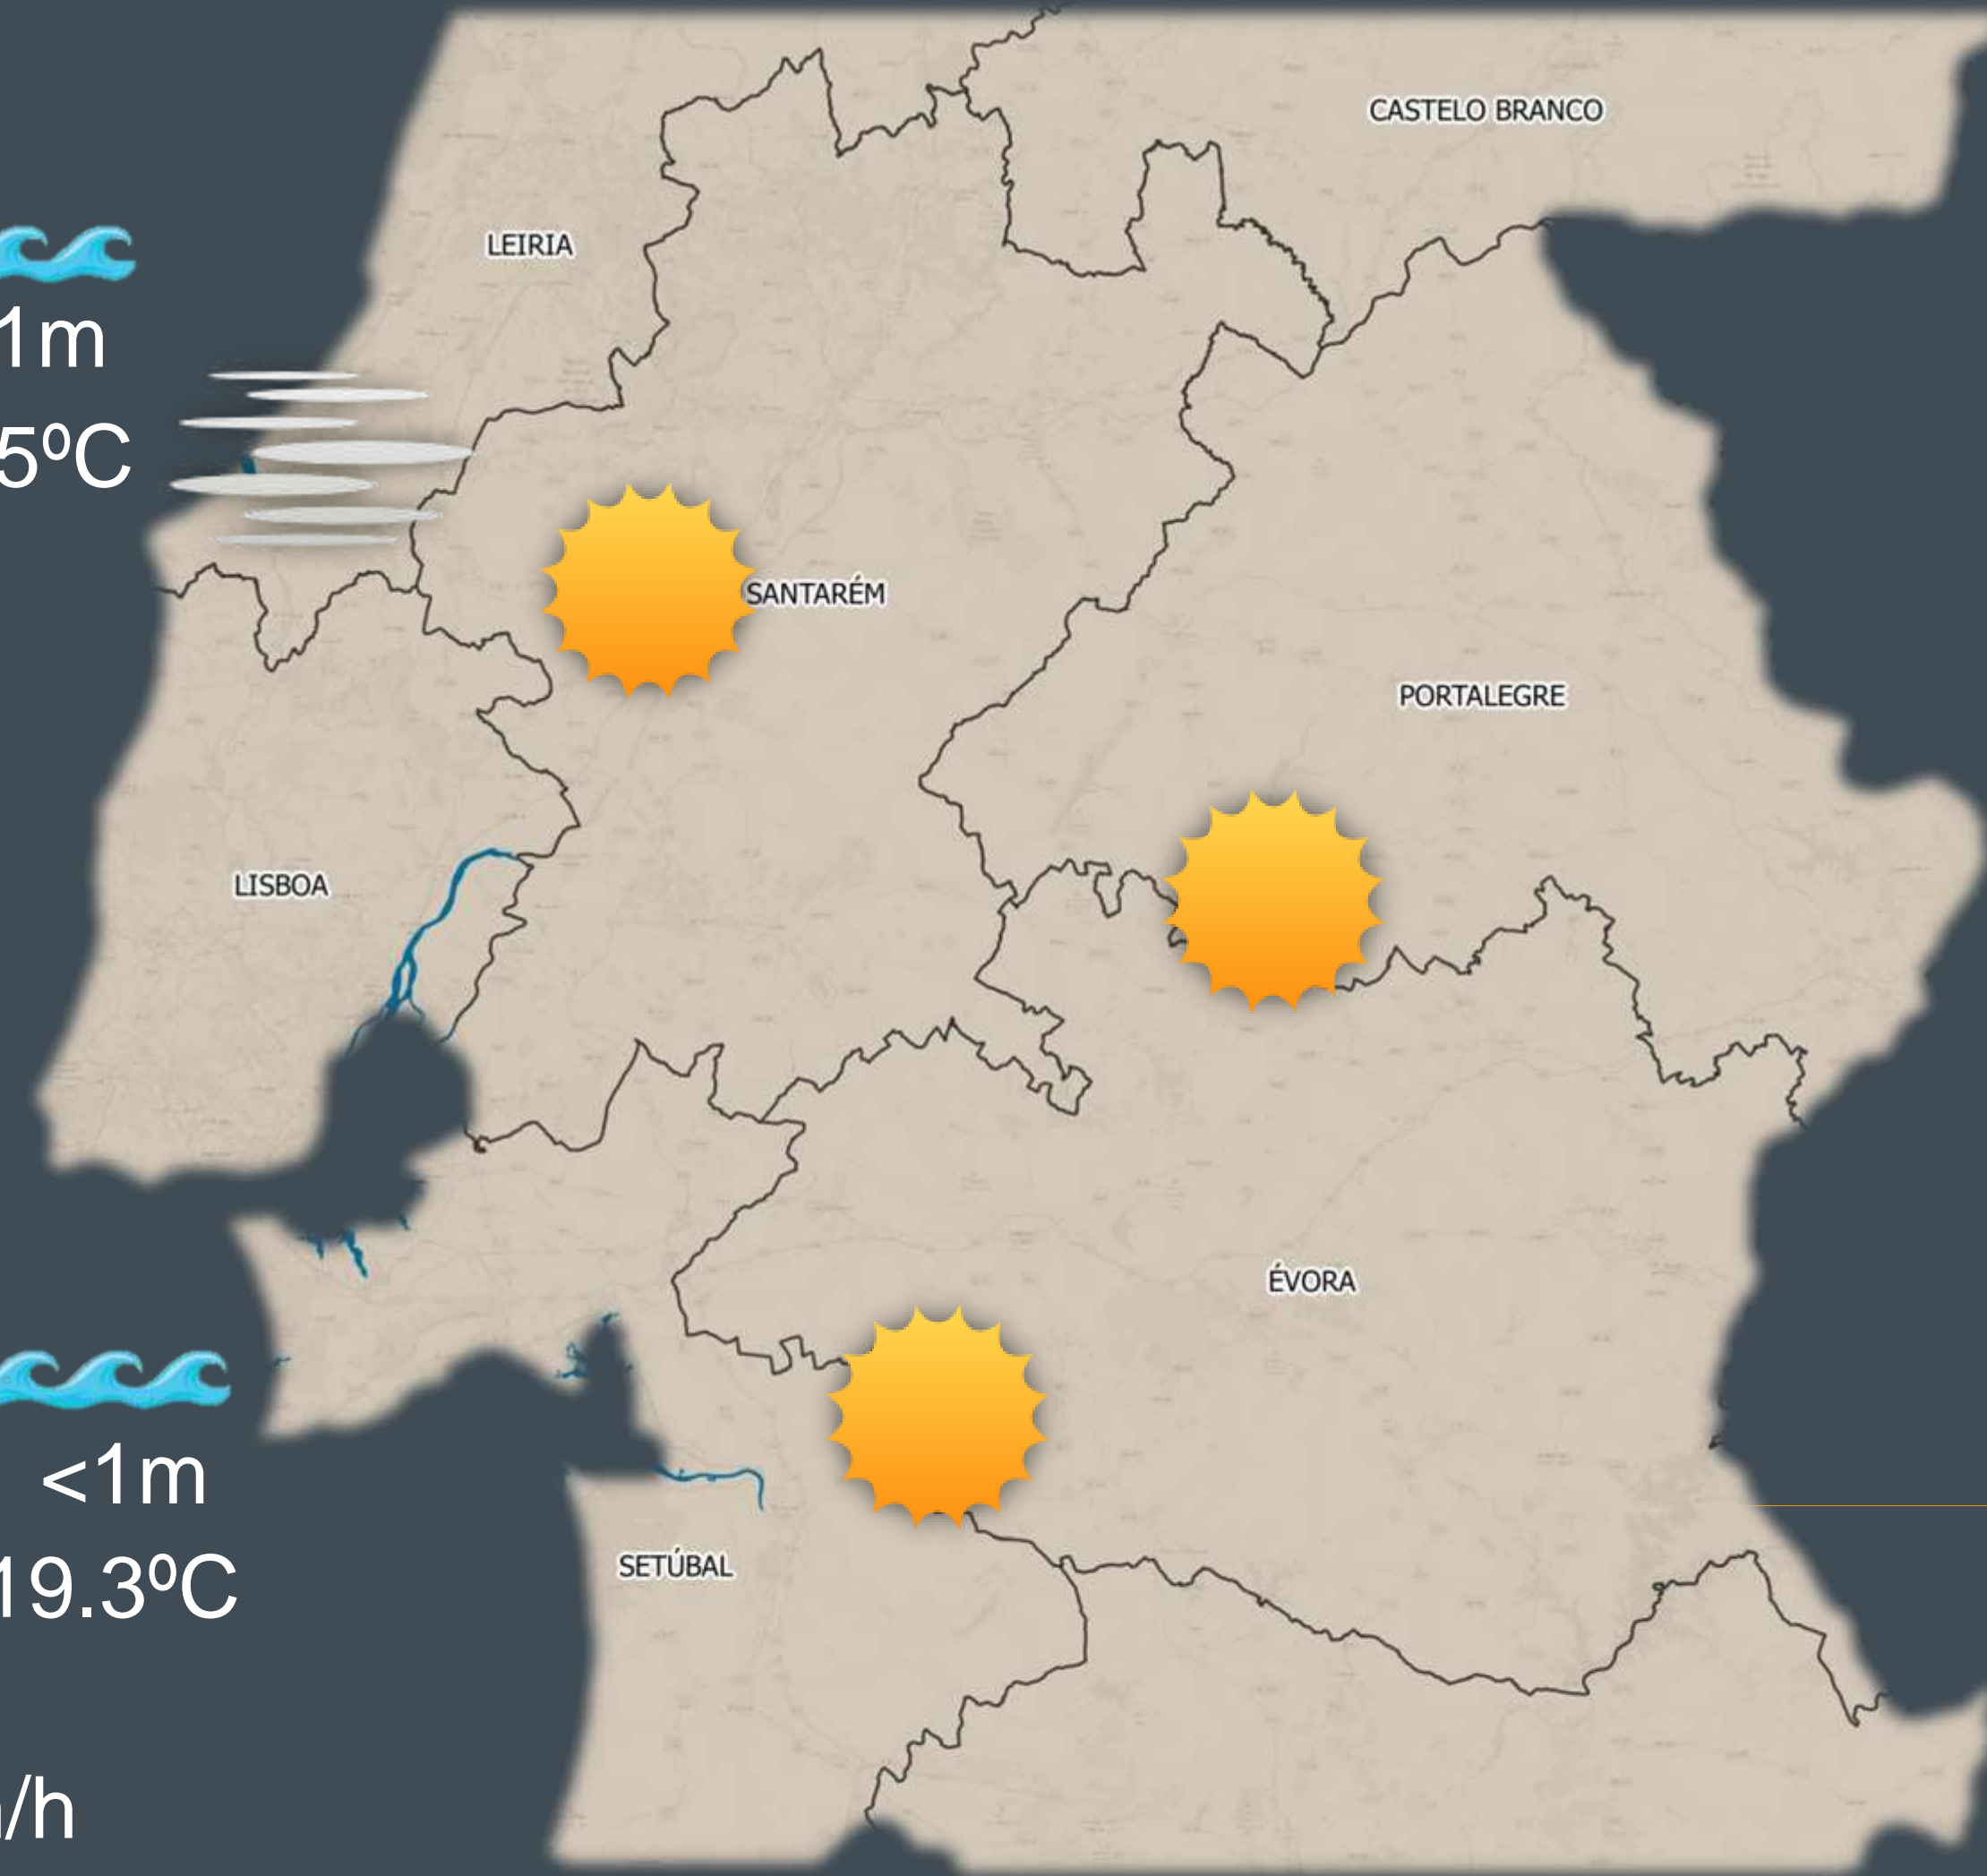 CASTELO BRANCO
LEIRIA
1m
5ºC
SANTARÉM
PORTALEGRE
LISBOA
ÉVORA
<1m
SETÚBAL
19.3ºC
/h